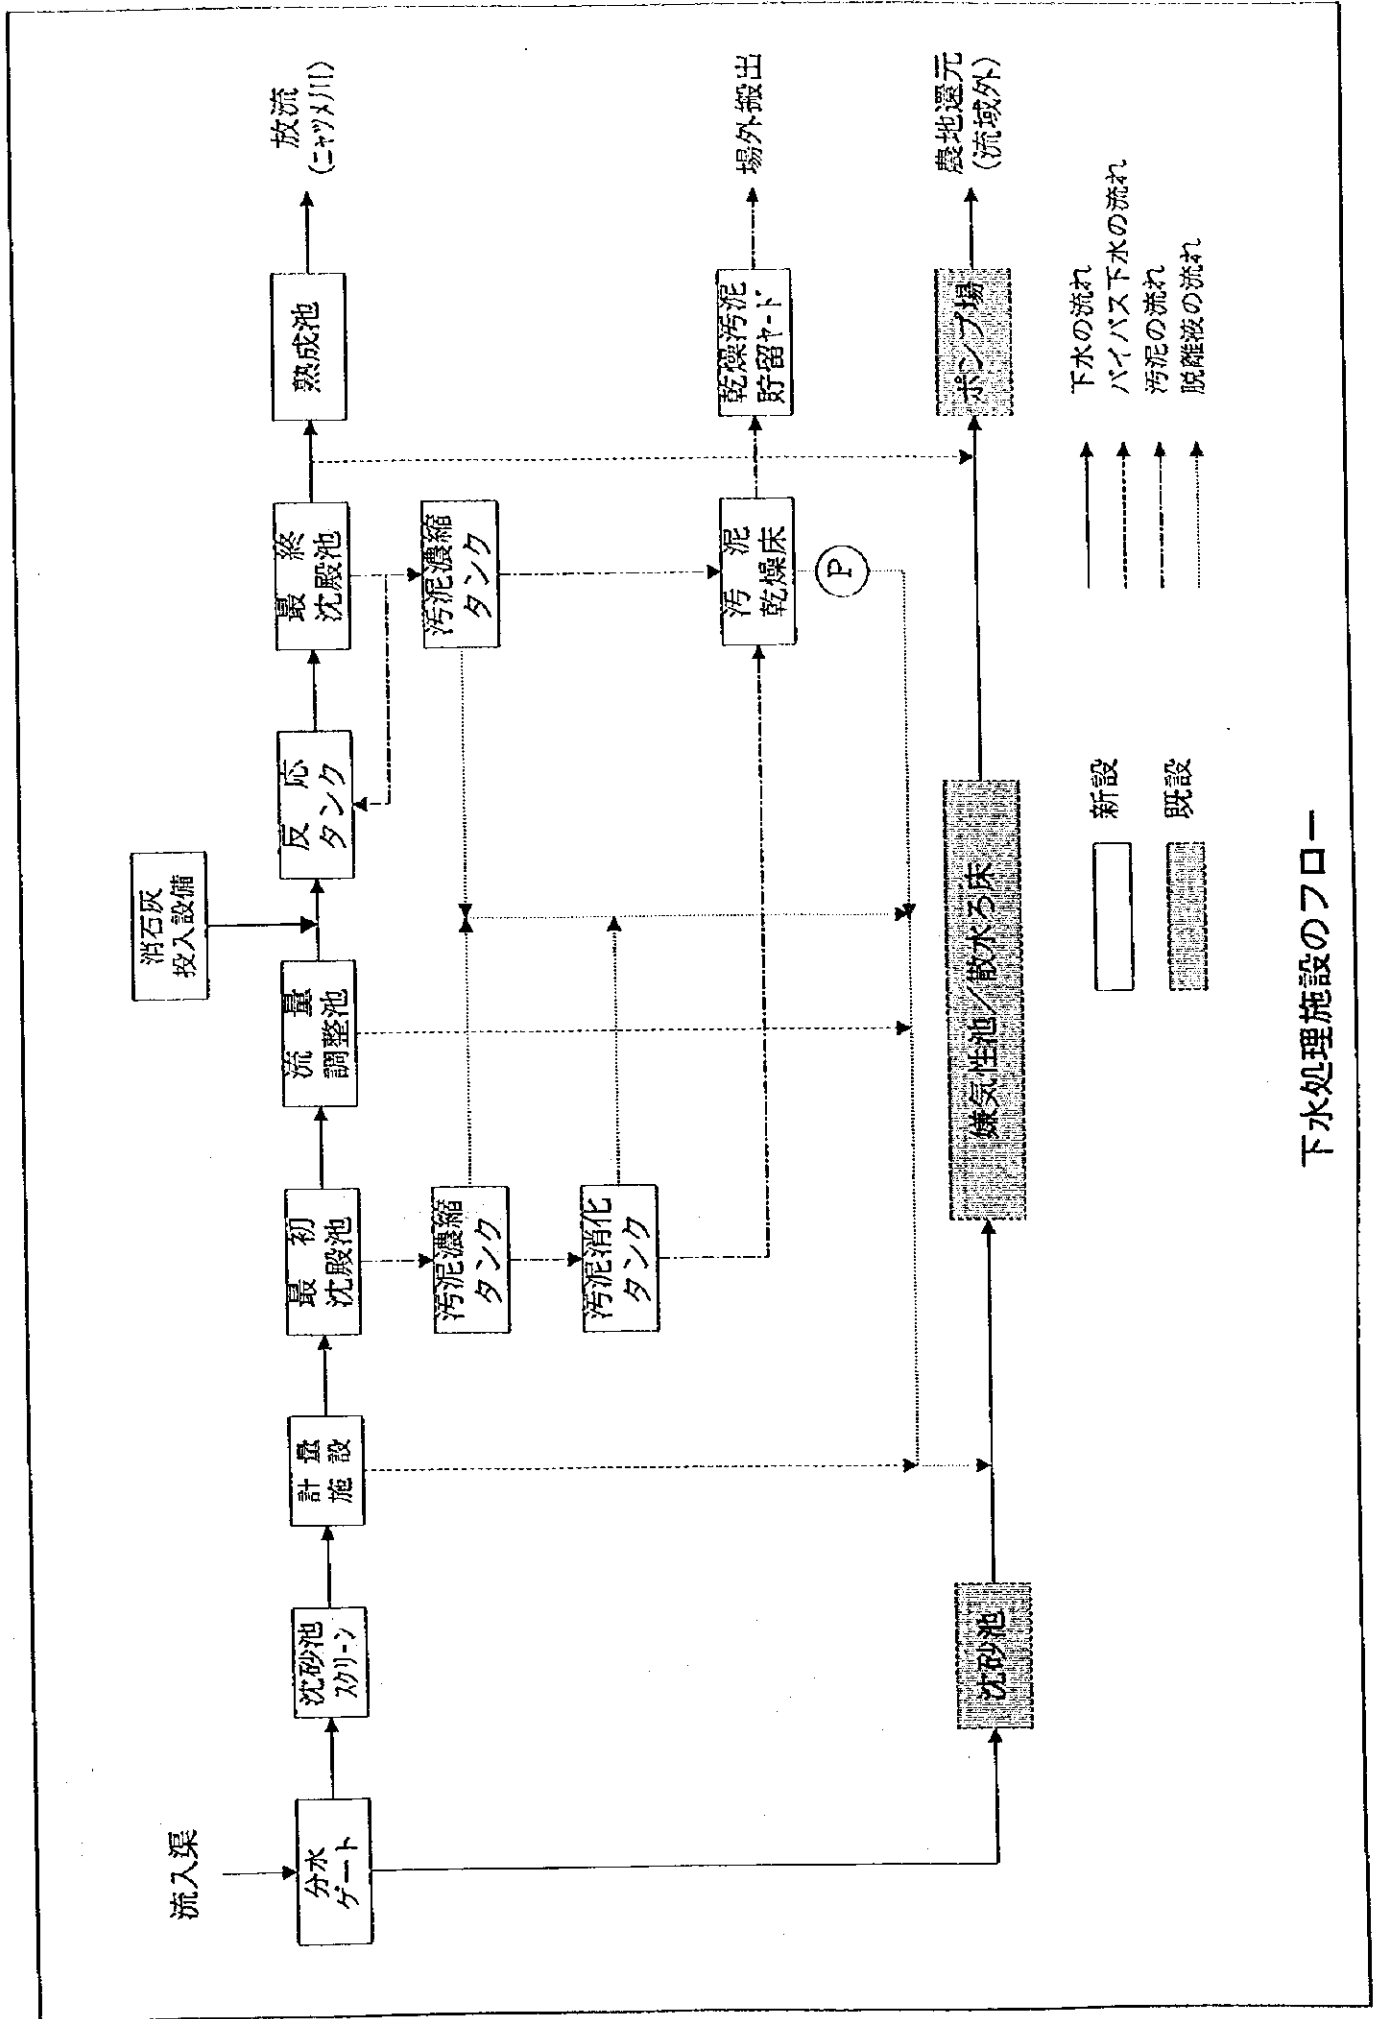 流入渠
分水
ゲート
沈砂池
スクリーン
計量
施設
最初
沈殿池
流量
調整池
消石灰
投入設備
反応
タンク
最終
沈殿池
熟成池
放流
(ニャツメ川)
汚泥濃縮
タンク
汚泥消化
タンク
汚泥濃縮
タンク
汚泥
乾燥床
P
乾燥汚泥
貯留ヤード
場外搬出
沈砂池
嫌気性池/散水ろ床
ポンプ場
農地還元
(流域外)
新設
既設
下水の流れ
バイパス下水の流れ
汚泥の流れ
脱離液の流れ
下水処理施設のフロー